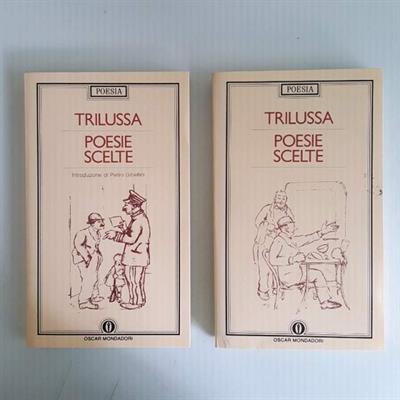 POESIA
TRILUSSA
POESIE
SCELTE
Introduzione di Pietro Gibellini
OSCAR MONDADORI
POESIA
TRILUSSA
POESIE
SCELTE
OSCAR MONDADORI